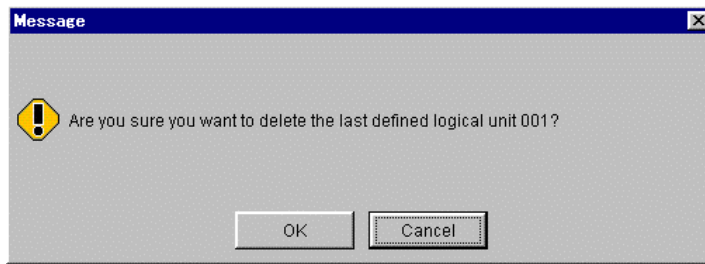 Message
Are you sure you want to delete the last defined logical unit 001?
OK
Cancel